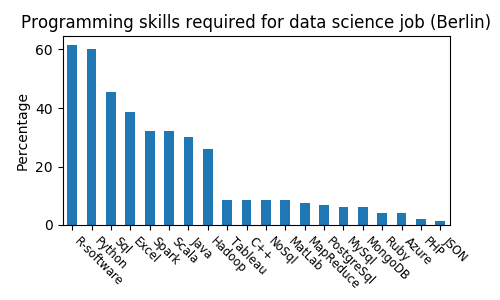 Programming skills required for data science job (Berlin)
Percentage
60
40
20
0
R-software
Python
Sql
Excel
Spark
Scala
Java
Hadoop
Tableau
C++
NoSql
MatLab
MapReduce
PostgreSql
MySql
MongoDB
Ruby
Azure
PHP
JSON